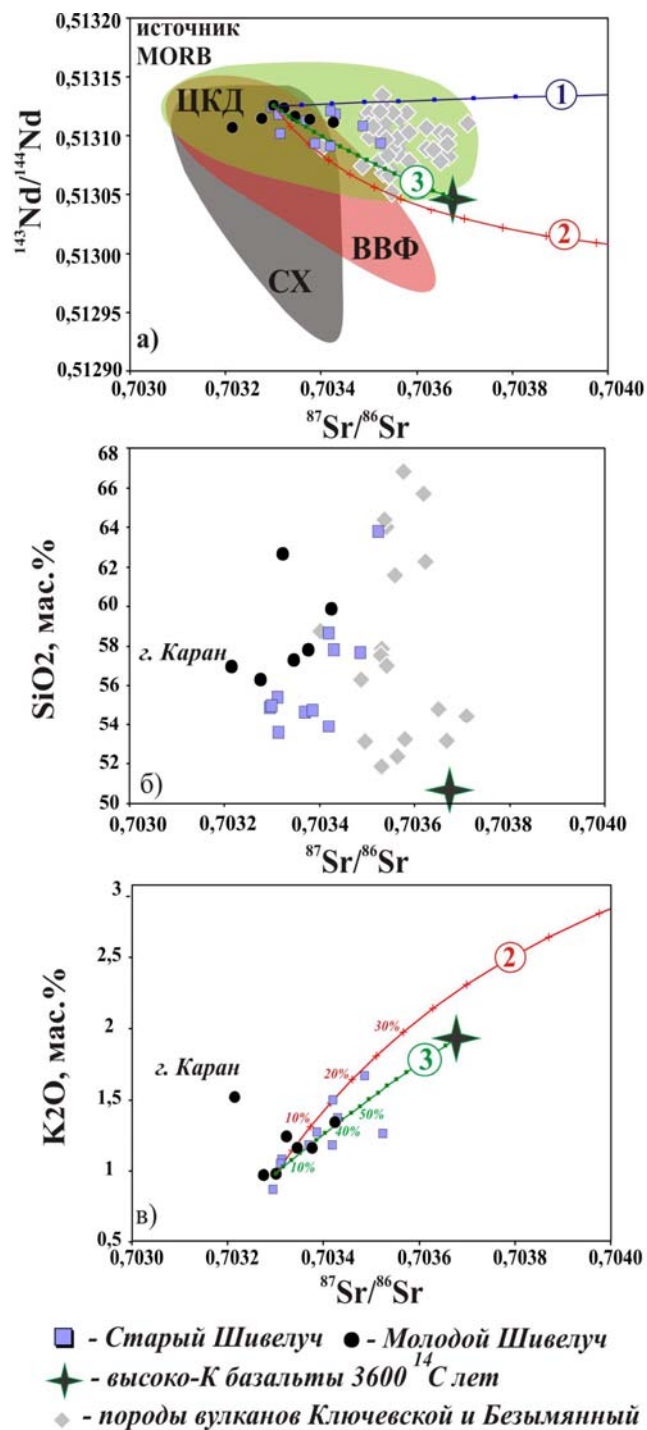 источник
MORB
ЦКД
СХ
ВВФ
1
2
3
а)
0,51320
0,51315
0,51310
0,51305
0,51300
0,51295
0,51290
¹⁴³Nd/¹⁴⁴Nd
0,7030 0,7032 0,7034 0,7036 0,7038 0,7040
⁸⁷Sr/⁸⁶Sr
68
66
64
62
60
58
56
54
52
50
SiO2, мас.%
г. Каран
б)
0,7030 0,7032 0,7034 0,7036 0,7038 0,7040
⁸⁷Sr/⁸⁶Sr
3
2,5
2
1,5
1
0,5
K2O, мас.%
г. Каран
2
3
30%
20%
10%
50%
40%
10%
в)
0,7030 0,7032 0,7034 0,7036 0,7038 0,7040
⁸⁷Sr/⁸⁶Sr
- Старый Шивелуч - Молодой Шивелуч
- высоко-К базальты 3600 ¹⁴С лет
- породы вулканов Ключевской и Безымянный